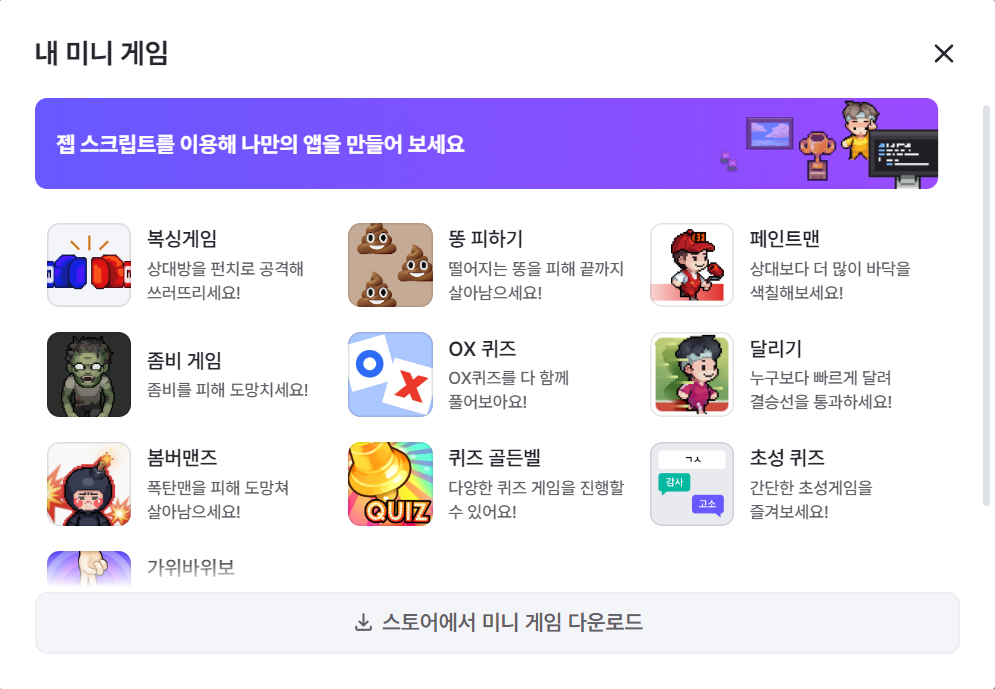 내 미니 게임
젭 스크립트를 이용해 나만의 앱을 만들어 보세요
복싱게임
상대방을 펀치로 공격해
쓰러뜨리세요!
똥 피하기
떨어지는 똥을 피해 끝까지
살아남으세요!
페인트맨
상대보다 더 많이 바닥을
색칠해보세요!
좀비 게임
좀비를 피해 도망치세요!
O
X
OX 퀴즈
OX퀴즈를 다 함께
풀어보아요!
달리기
누구보다 빠르게 달려
결승선을 통과하세요!
봄버맨즈
폭탄맨을 피해 도망쳐
살아남으세요!
QUIZ
퀴즈 골든벨
다양한 퀴즈 게임을 진행할
수 있어요!
ㄱㅅ
감사
고소
초성 퀴즈
간단한 초성게임을
즐겨보세요!
가위바위보
스토어에서 미니 게임 다운로드